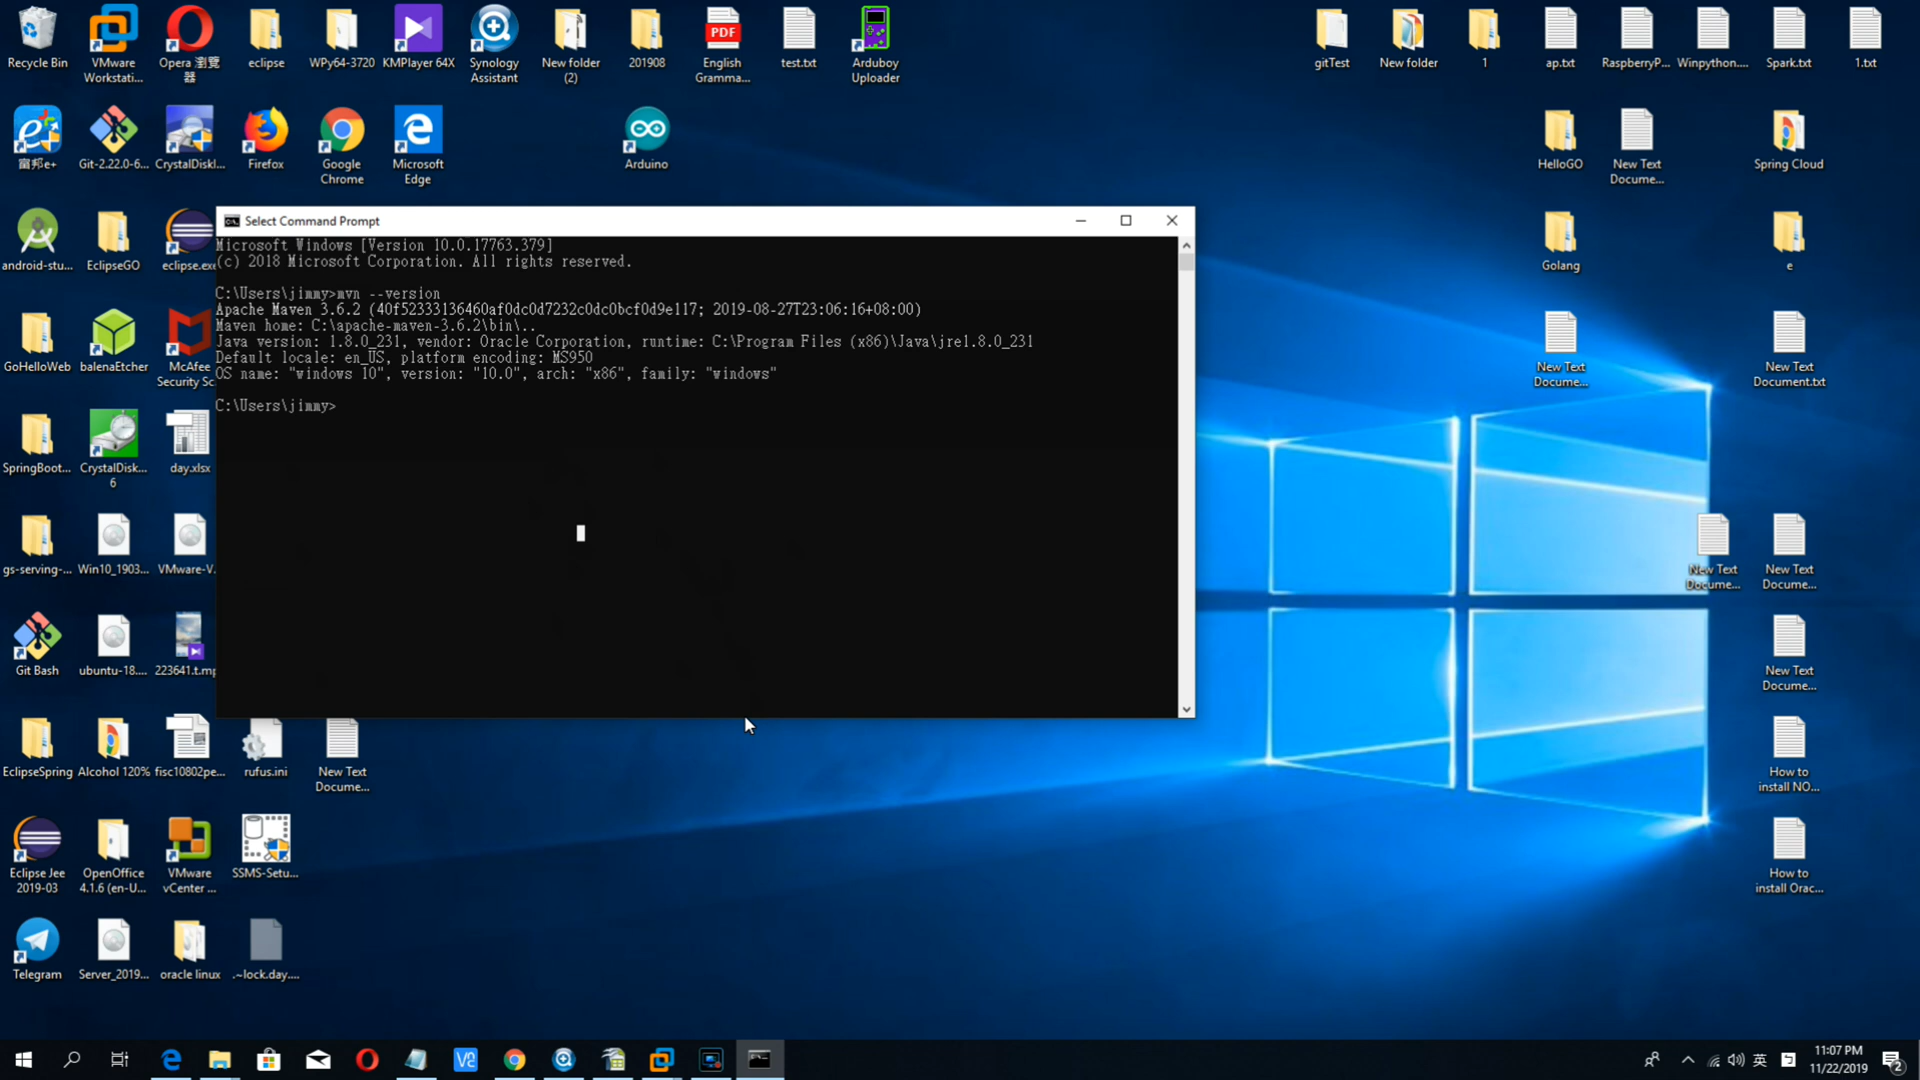 Recycle Bin
VMware Workstati...
Opera 瀏覽器
eclipse
WPy64-3720
KMPlayer 64X
Synology Assistant
New folder (2)
201908
PDF
English Gramma...
test.txt
Arduboy Uploader
gitTest
New folder
1
ap.txt
RaspberryP...
Winpython....
Spark.txt
1.txt
富邦e+
Git-2.22.0-6...
CrystalDiskI...
Firefox
Google Chrome
Microsoft Edge
Arduino
HelloGO
New Text Docume...
Spring Cloud
android-stu...
EclipseGO
eclipse.exe
Golang
e
Select Command Prompt
Microsoft Windows [Version 10.0.17763.379]
(c) 2018 Microsoft Corporation. All rights reserved.
C:\Users\jimmy>mvn --version
Apache Maven 3.6.2 (40f52333136460af0dc0d7232c0dc0bcf0d9e117; 2019-08-27T23:06:16+08:00)
Maven home: C:\apache-maven-3.6.2\bin\..
Java version: 1.8.0_231, vendor: Oracle Corporation, runtime: C:\Program Files (x86)\Java\jre1.8.0_231
Default locale: en_US, platform encoding: MS950
OS name: "windows 10", version: "10.0", arch: "x86", family: "windows"
C:\Users\jimmy>
GoHelloWeb
balenaEtcher
McAfee Security Sc...
New Text Docume...
New Text Document.txt
SpringBoot...
CrystalDisk... 6
day.xlsx
gs-serving-...
Win10_1903...
VMware-V...
New Text Docume...
New Text Docume...
Git Bash
ubuntu-18....
223641.t.mp
New Text Docume...
EclipseSpring
Alcohol 120%
fisc10802pe...
rufus.ini
New Text Docume...
How to install NO...
Eclipse Jee 2019-03
OpenOffice 4.1.6 (en-U...
VMware vCenter ...
SSMS-Setu...
How to install Orac...
Telegram
Server_2019...
oracle linux
.~lock.day....
英
11:07 PM
11/22/2019
2